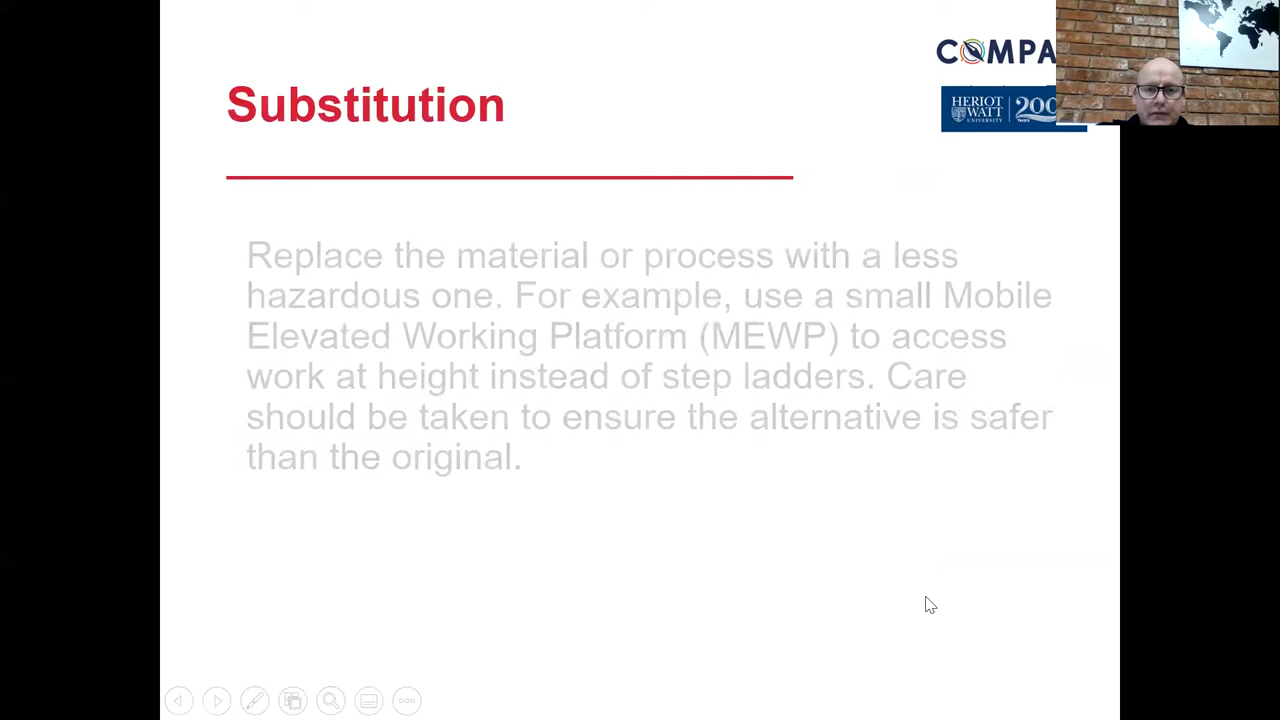 COMPA
Substitution
HERIOT
WATT
UNIVERSITY
200
YEARS
Replace the material or process with a less
hazardous one. For example, use a small Mobile
Elevated Working Platform (MEWP) to access
work at height instead of step ladders. Care
should be taken to ensure the alternative is safer
than the original.